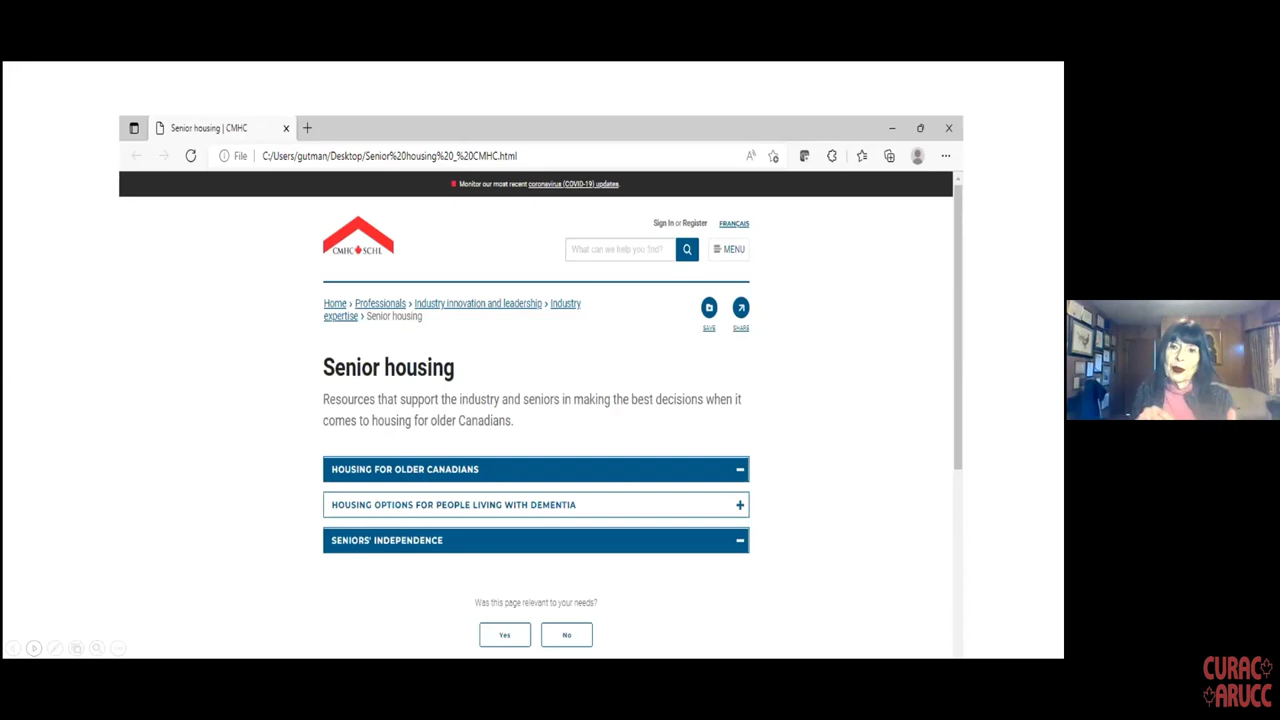 Senior housing | CMHC
File C:/Users/gutman/Desktop/Senior%20housing%20_%20CMHC.html
Monitor our most recent coronavirus (COVID-19) updates.
CMHC SCHL
Sign In or Register FRANÇAIS
What can we help you find?
MENU
Home › Professionals › Industry innovation and leadership › Industry
expertise › Senior housing
SAVE SHARE
Senior housing
Resources that support the industry and seniors in making the best decisions when it
comes to housing for older Canadians.
HOUSING FOR OLDER CANADIANS
HOUSING OPTIONS FOR PEOPLE LIVING WITH DEMENTIA
SENIORS' INDEPENDENCE
Was this page relevant to your needs?
Yes No
CURAC
ARUCC